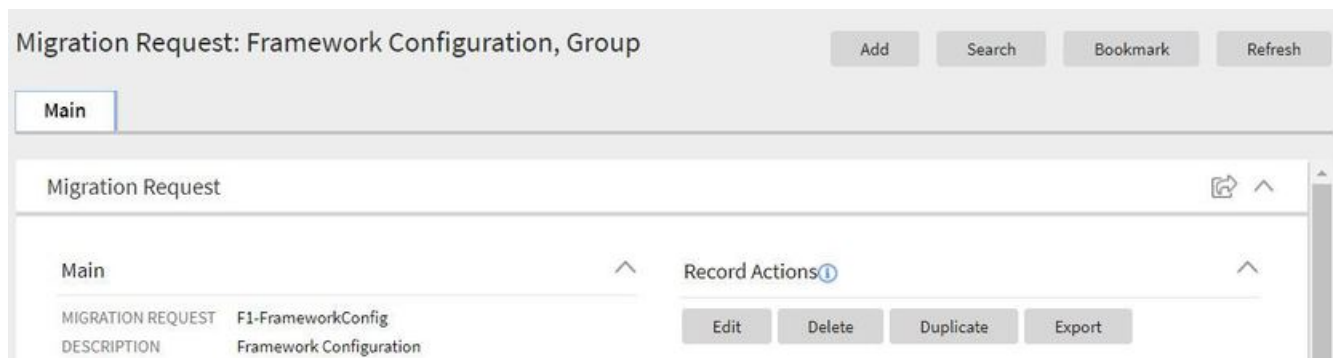 Migration Request: Framework Configuration, Group
Add Search Bookmark Refresh
Main
Migration Request
Main
Record Actions
MIGRATION REQUEST F1-FrameworkConfig
DESCRIPTION Framework Configuration
Edit Delete Duplicate Export